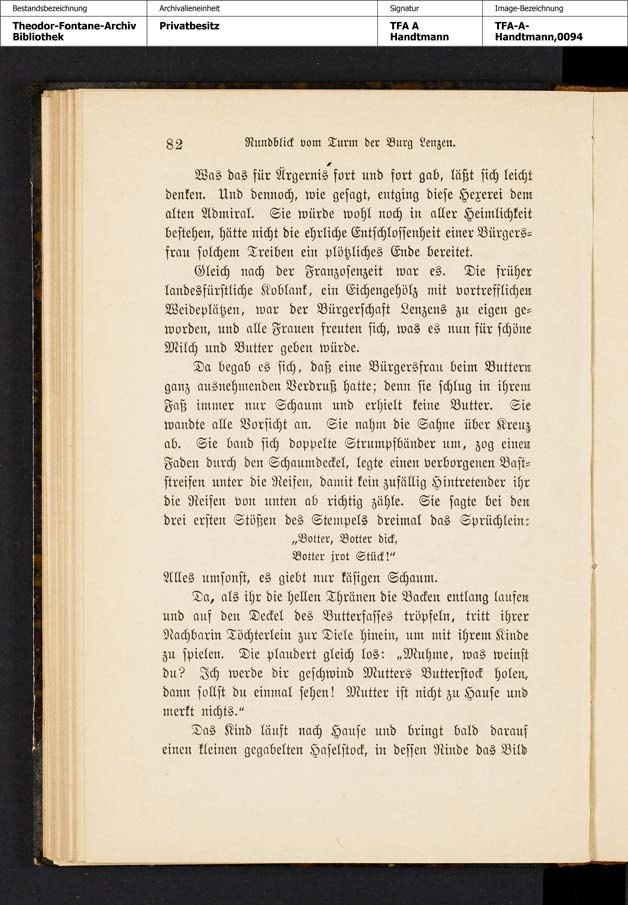 Bestandsbezeichnung
Theodor-Fontane-Archiv
Bibliothek
Archivalieneinheit
Privatbesitz
Signatur
TFA A
Handtmann
Image-Bezeichnung
TFA-A-
Handtmann,0094
82 Rundblick vom Turm der Burg Lenzen.
Was das für Ärgernis fort und fort gab, läßt sich leicht
denken. Und dennoch, wie gesagt, entging diese Hexerei dem
alten Admiral. Sie würde wohl noch in aller Heimlichkeit
bestehen, hätte nicht die ehrliche Entschlossenheit einer Bürgers-
frau solchem Treiben ein plötzliches Ende bereitet.
Gleich nach der Franzosenzeit war es. Die früher
landesfürstliche Koblank, ein Eichengehölz mit vortrefflichen
Weideplätzen, war der Bürgerschaft Lenzens zu eigen ge-
worden, und alle Frauen freuten sich, was es nun für schöne
Milch und Butter geben würde.
Da begab es sich, daß eine Bürgersfrau beim Buttern
ganz ausnehmenden Verdruß hatte; denn sie schlug in ihrem
Faß immer nur Schaum und erhielt keine Butter. Sie
wandte alle Vorsicht an. Sie nahm die Sahne über Kreuz
ab. Sie band sich doppelte Strumpfbänder um, zog einen
Faden durch den Schaumdeckel, legte einen verborgenen Bast-
streifen unter die Reifen, damit kein zufällig Hintretender ihr
die Reifen von unten ab richtig zähle. Sie sagte bei den
drei ersten Stößen des Stempels dreimal das Sprüchlein:
„Botter, Botter dick,
Botter jrot Stück!“
Alles umsonst, es giebt nur käsigen Schaum.
Da, als ihr die hellen Thränen die Backen entlang laufen
und auf den Deckel des Butterfasses tröpfeln, tritt ihrer
Nachbarin Töchterlein zur Diele hinein, um mit ihrem Kinde
zu spielen. Die plaudert gleich los: „Muhme, was weinst
du? Ich werde dir geschwind Mutters Butterstock holen,
dann sollst du einmal sehen! Mutter ist nicht zu Hause und
merkt nichts.“
Das Kind läuft nach Hause und bringt bald darauf
einen kleinen gegabelten Haselstock, in dessen Rinde das Bild